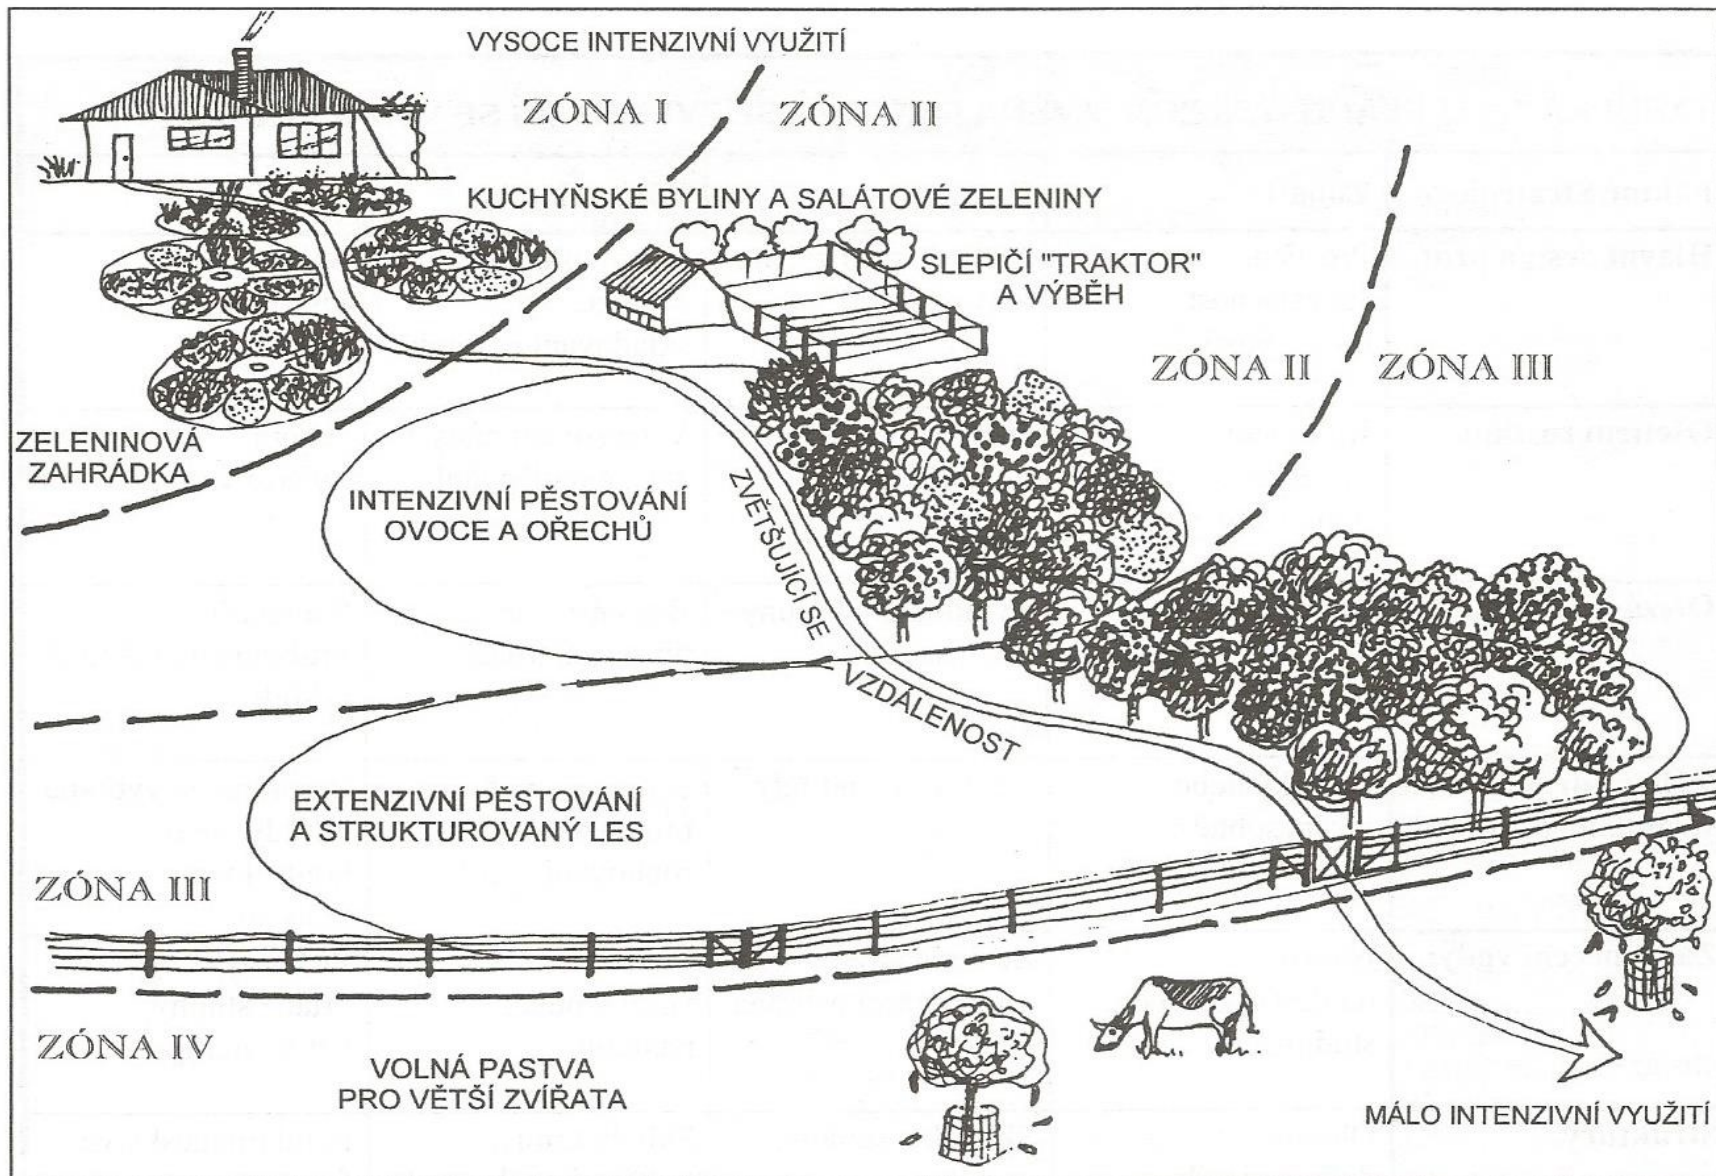 VYSOCE INTENZIVNÍ VYUŽITÍ
ZÓNA I
ZÓNA II
KUCHYŇSKÉ BYLINY A SALÁTOVÉ ZELENINY
SLEPIČÍ "TRAKTOR"
A VÝBĚH
ZÓNA II
ZÓNA III
ZELENINOVÁ
ZAHRÁDKA
INTENZIVNÍ PĚSTOVÁNÍ
OVOCE A OŘECHŮ
ZVĚTŠUJÍCÍ SE
VZDÁLENOST
EXTENZIVNÍ PĚSTOVÁNÍ
A STRUKTUROVANÝ LES
ZÓNA III
ZÓNA IV
VOLNÁ PASTVA
PRO VĚTŠÍ ZVÍŘATA
MÁLO INTENZIVNÍ VYUŽITÍ